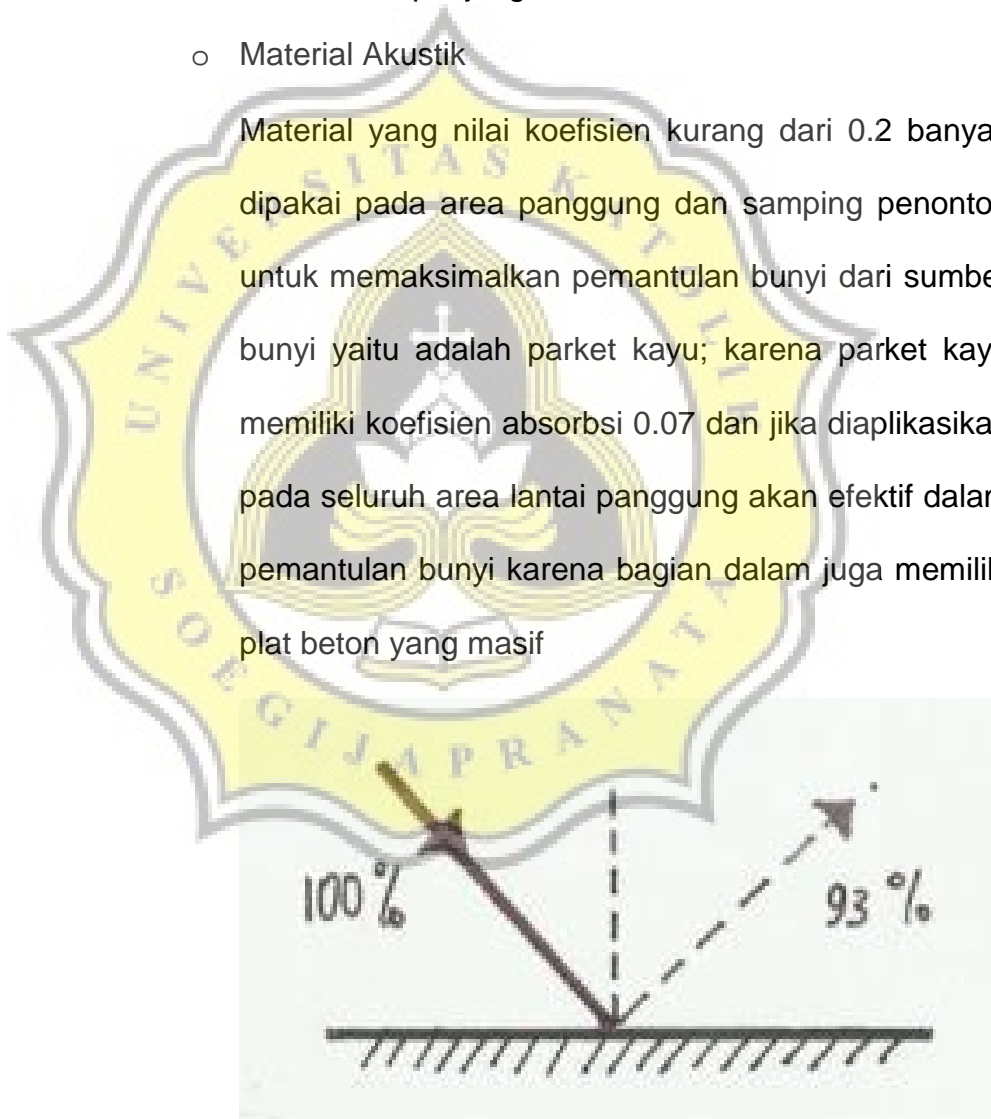 ○ Material Akustik
Material yang nilai koefisien kurang dari 0.2 banya
dipakai pada area panggung dan samping penonto
untuk memaksimalkan pemantulan bunyi dari sumbe
bunyi yaitu adalah parket kayu; karena parket kay
memiliki koefisien absorbsi 0.07 dan jika diaplikasika
pada seluruh area lantai panggung akan efektif dalar
pemantulan bunyi karena bagian dalam juga memilik
plat beton yang masif
UNIVERSITAS KATOLIK
SOEGIJAPRANATA
100 %
93 %